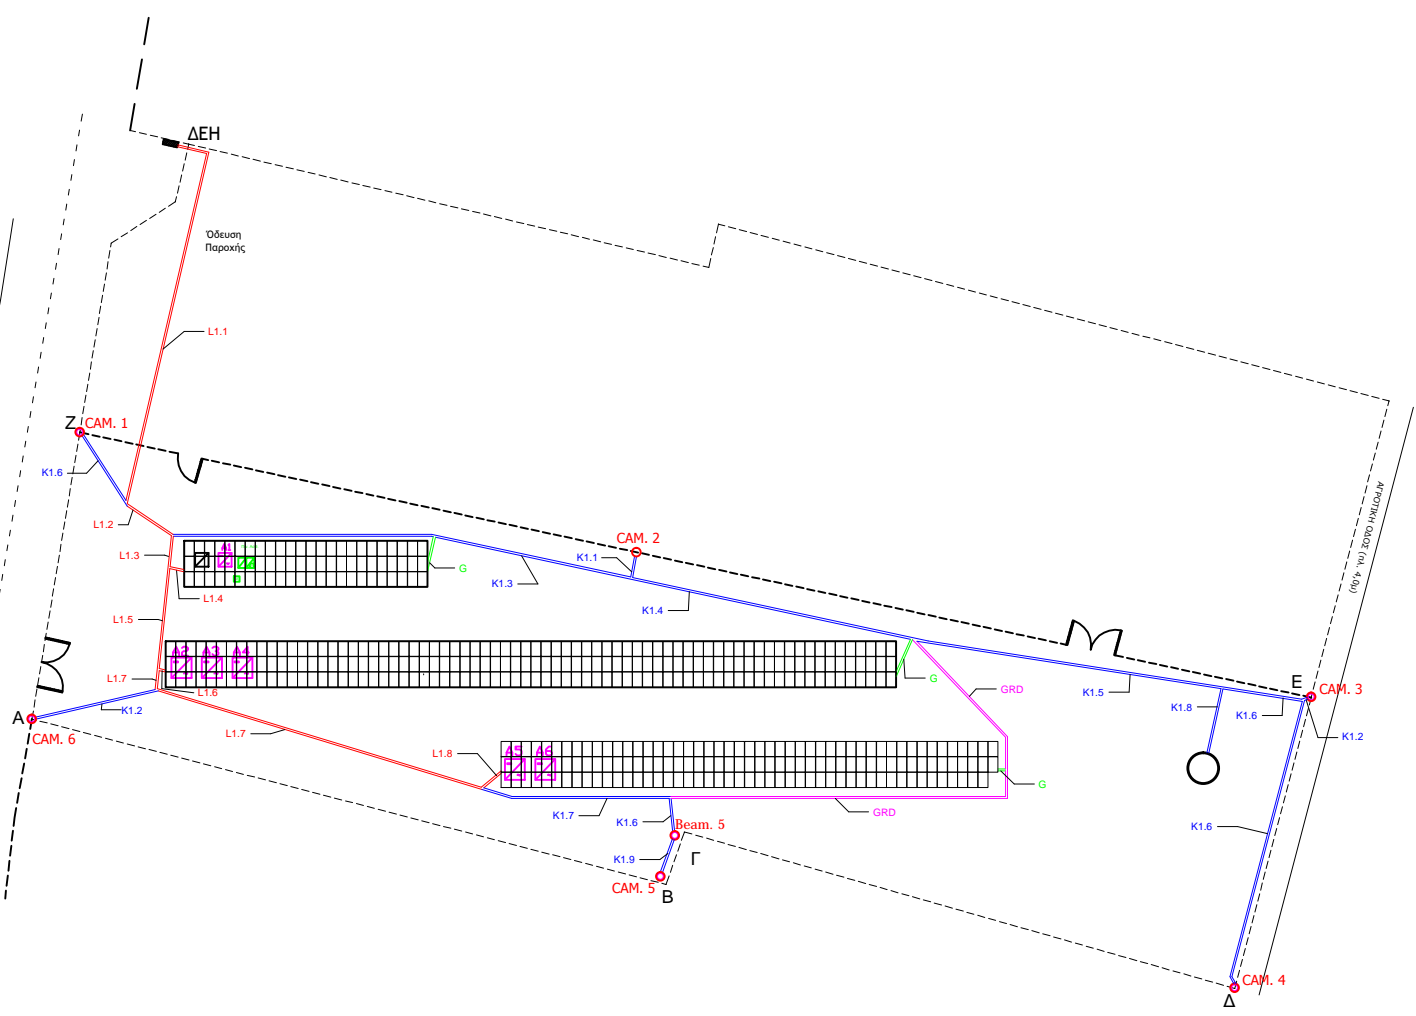 ΔΕΗ
Όδευση
Παροχής
L1.1
Z
CAM. 1
K1.6
L1.2
CAM. 2
K1.1
A1
L1.3
G
K1.3
L1.4
K1.4
L1.5
ΑΓΡΟΤΙΚΗ ΟΔΟΣ (πλ. 4,0μ)
A2
A3
A4
L1.7
L1.6
G
GRD
K1.5
K1.8
K1.6
E
CAM. 3
K1.2
A
K1.2
CAM. 6
L1.7
L1.8
A5
A6
G
K1.7
K1.6
GRD
Beam. 5
K1.6
K1.9
Γ
CAM. 5
B
CAM. 4
Δ